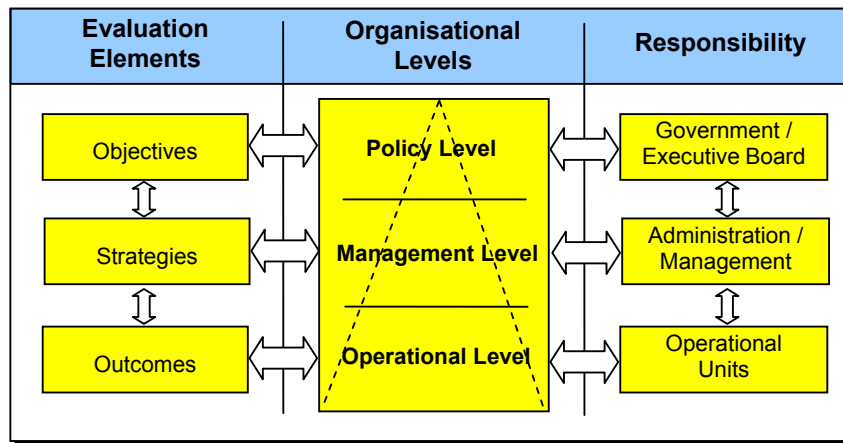 Evaluation
Elements
Organisational
Levels
Responsibility
Objectives
Policy Level
Government /
Executive Board
Strategies
Management Level
Administration /
Management
Outcomes
Operational Level
Operational
Units